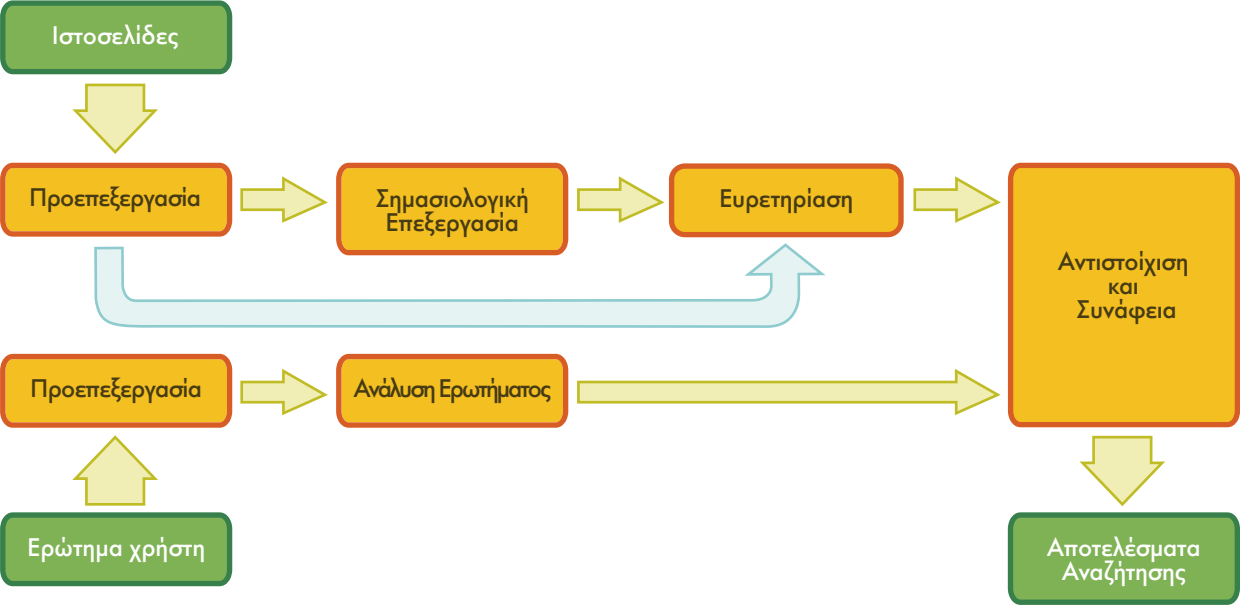 Ιστοσελίδες
Προεπεξεργασία
Σημασιολογική
Επεξεργασία
Ευρετηρίαση
Αντιστοίχιση
και
Συνάφεια
Προεπεξεργασία
Ανάλυση Ερωτήματος
Ερώτημα χρήστη
Αποτελέσματα
Αναζήτησης